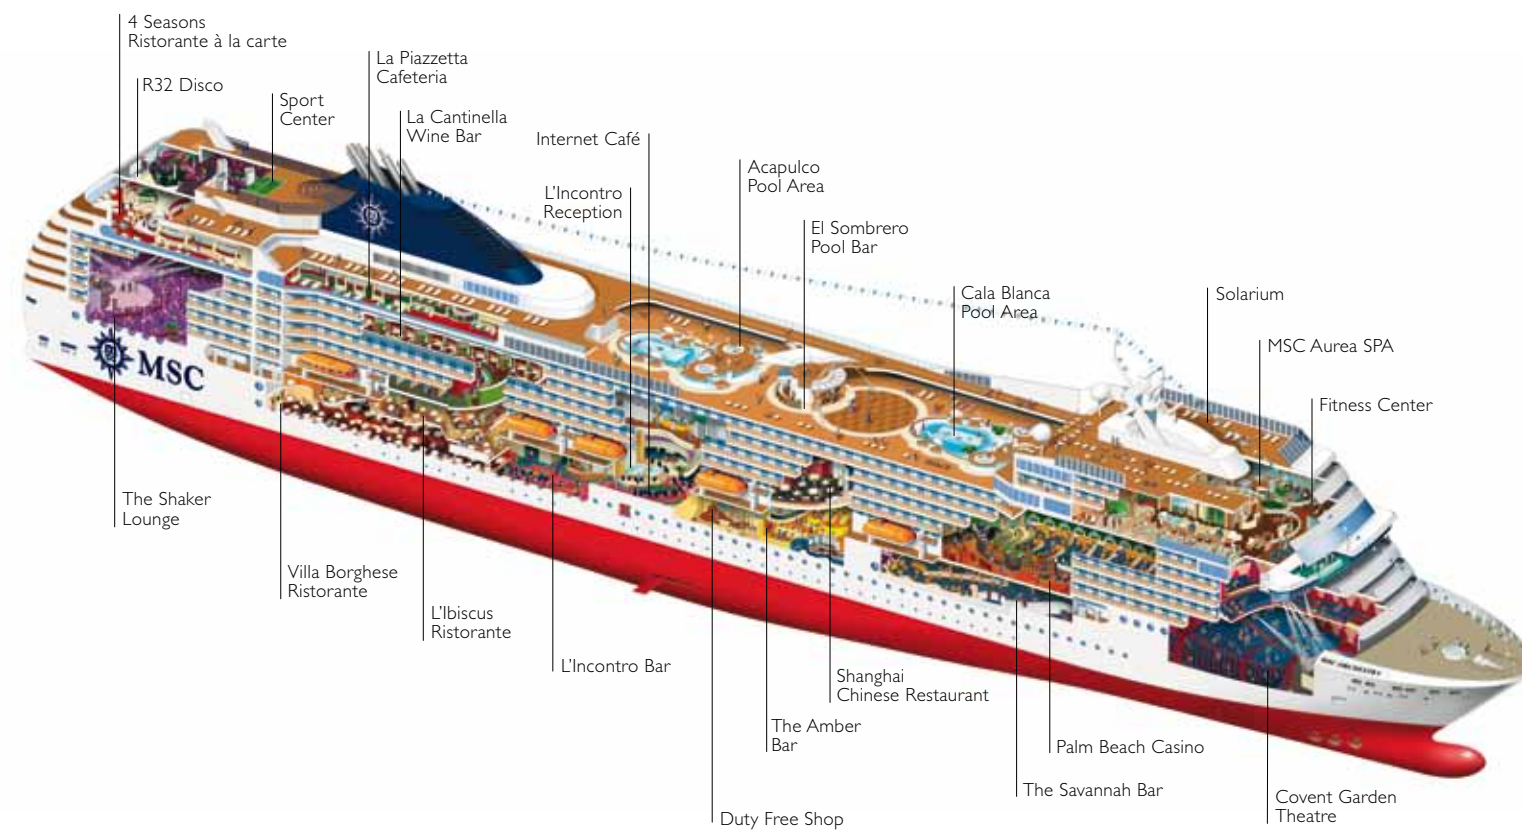 4 Seasons
Ristorante à la carte
R32 Disco
Sport
Center
La Piazzetta
Cafeteria
La Cantinella
Wine Bar
Internet Café
L'Incontro
Reception
Acapulco
Pool Area
El Sombrero
Pool Bar
Cala Blanca
Pool Area
Solarium
MSC Aurea SPA
Fitness Center
MSC
The Shaker
Lounge
Villa Borghese
Ristorante
L'Ibiscus
Ristorante
L'Incontro Bar
Shanghai
Chinese Restaurant
The Amber
Bar
Palm Beach Casino
The Savannah Bar
Covent Garden
Theatre
Duty Free Shop